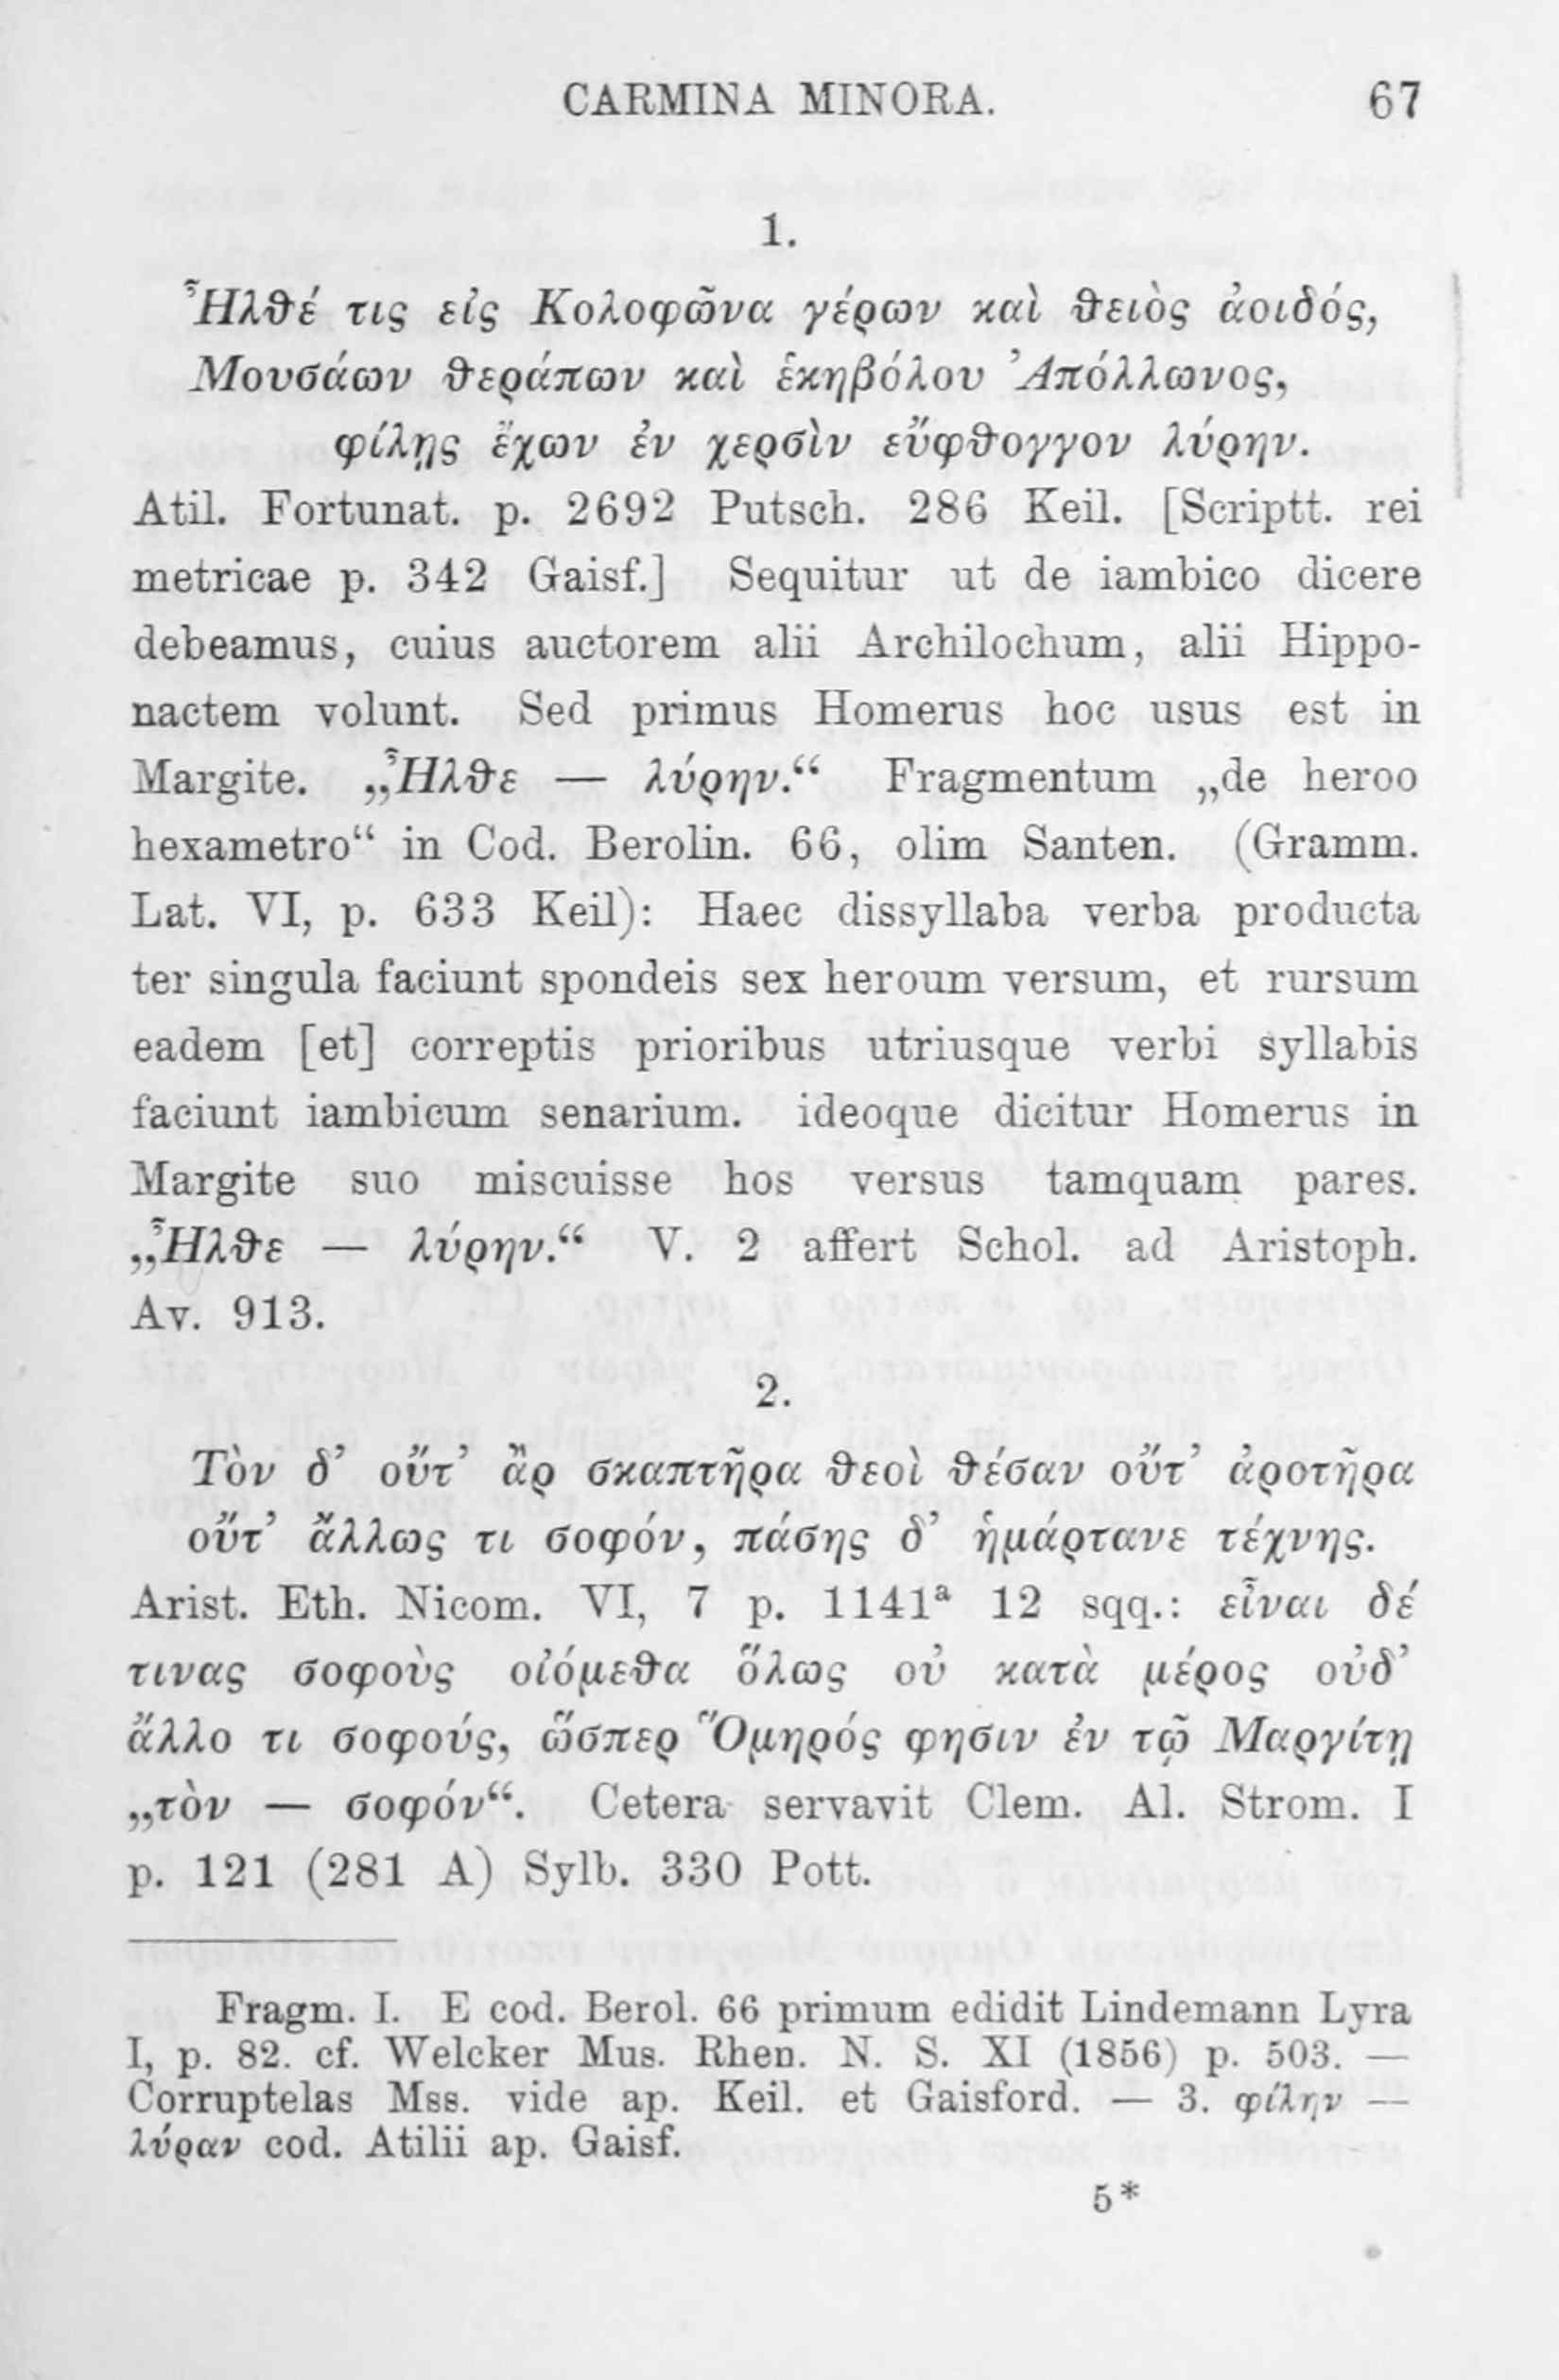 CARMINA MINORA. 67
1.
Ἦλθέ τις εἰς Κολοφῶνα γέρων καὶ θειὸς ἀοιδός,
Μουσάων θεράπων καὶ ἑκηβόλου Ἀπόλλωνος,
φίλῃς ἔχων ἐν χερσὶν εὔφθογγον λύρην.
Atil. Fortunat. p. 2692 Putsch. 286 Keil. [Scriptt. rei
metricae p. 342 Gaisf.] Sequitur ut de iambico dicere
debeamus, cuius auctorem alii Archilochum, alii Hippo-
nactem volunt. Sed primus Homerus hoc usus est in
Margite. „Ἦλθε — λύρην.“ Fragmentum „de heroo
hexametro“ in Cod. Berolin. 66, olim Santen. (Gramm.
Lat. VI, p. 633 Keil): Haec dissyllaba verba producta
ter singula faciunt spondeis sex heroum versum, et rursum
eadem [et] correptis prioribus utriusque verbi syllabis
faciunt iambicum senarium. ideoque dicitur Homerus in
Margite suo miscuisse hos versus tamquam pares.
„Ἦλθε — λύρην.“ V. 2 affert Schol. ad Aristoph.
Av. 913.
2.
Τὸν δ’ οὔτ’ ἂρ σκαπτῆρα θεοὶ θέσαν οὔτ’ ἀροτῆρα
οὔτ’ ἄλλως τι σοφόν, πάσης δ’ ἡμάρτανε τέχνης.
Arist. Eth. Nicom. VI, 7 p. 1141ᵃ 12 sqq.: εἶναι δέ
τινας σοφοὺς οἰόμεθα ὅλως οὐ κατὰ μέρος οὐδ’
ἄλλο τι σοφούς, ὥσπερ Ὅμηρός φησιν ἐν τῷ Μαργίτῃ
„τὸν — σοφόν“. Cetera servavit Clem. Al. Strom. I
p. 121 (281 A) Sylb. 330 Pott.
Fragm. I. E cod. Berol. 66 primum edidit Lindemann Lyra
I, p. 82. cf. Welcker Mus. Rhen. N. S. XI (1856) p. 503. —
Corruptelas Mss. vide ap. Keil. et Gaisford. — 3. φίλην —
λύραν cod. Atilii ap. Gaisf.
5*